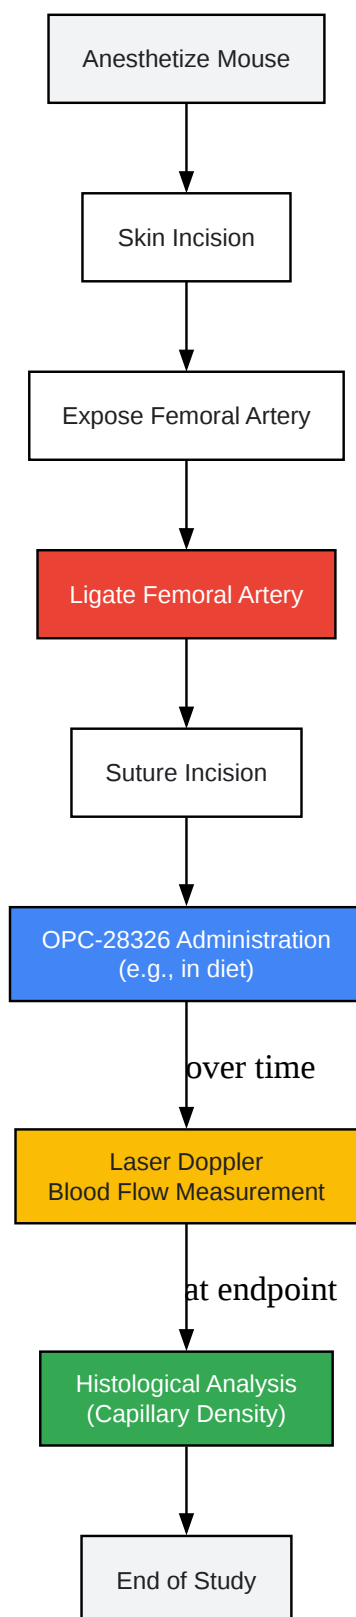 Anesthetize Mouse
Skin Incision
Expose Femoral Artery
Ligate Femoral Artery
Suture Incision
OPC-28326 Administration
(e.g., in diet)
over time
Laser Doppler
Blood Flow Measurement
at endpoint
Histological Analysis
(Capillary Density)
End of Study